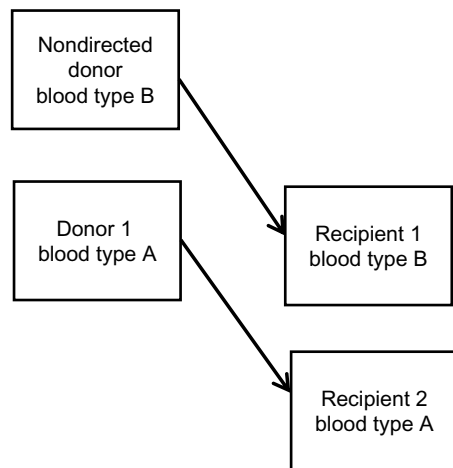 Nondirected
donor
blood type B
Donor 1
blood type A
Recipient 1
blood type B
Recipient 2
blood type A